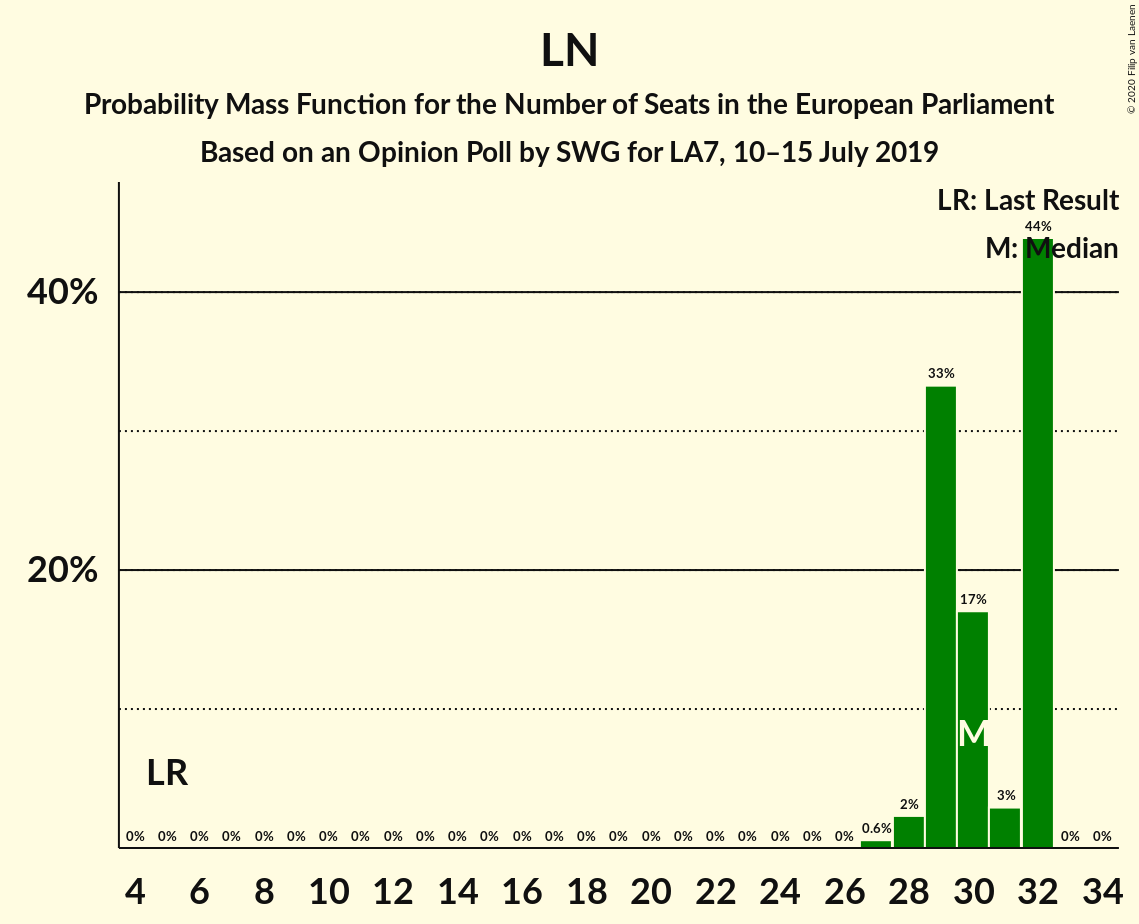 LN
Probability Mass Function for the Number of Seats in the European Parliament
Based on an Opinion Poll by SWG for LA7, 10–15 July 2019
© 2020 Filip van Laenen
LR: Last Result
M: Median
40%
20%
LR
M
0% 0% 0% 0% 0% 0% 0% 0% 0% 0% 0% 0% 0% 0% 0% 0% 0% 0% 0% 0% 0% 0% 0% 0.6% 2% 33% 17% 3% 44% 0% 0%
4 6 8 10 12 14 16 18 20 22 24 26 28 30 32 34